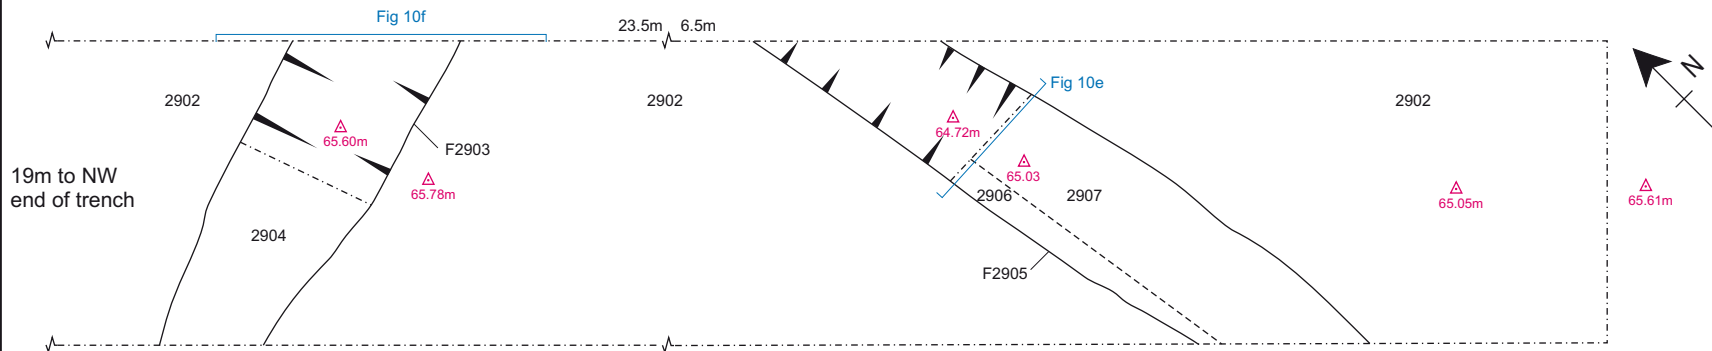 Fig 10f
23.5m 6.5m
N
Fig 10e
2902
2902
2902
64.72m
65.60m
F2903
19m to NW
end of trench
65.03
65.78m
2906
2907
65.05m
65.61m
2904
F2905